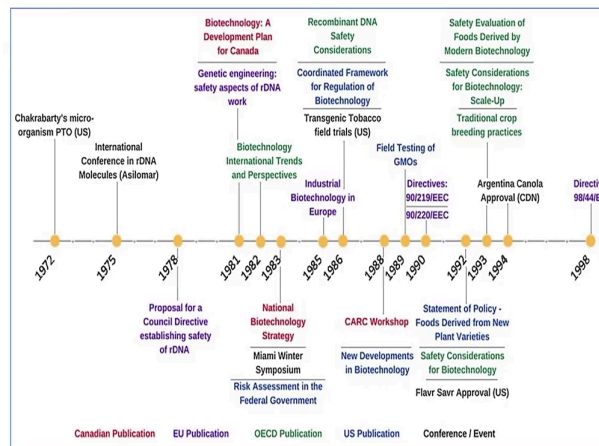 Biotechnology: A
Development Plan
for Canada
Genetic engineering:
safety aspects of rDNA
work
Recombinant DNA
Safety
Considerations
Coordinated Framework
for Regulation of
Biotechnology
Transgenic Tobacco
field trials (US)
Safety Evaluation of
Foods Derived by
Modern Biotechnology
Safety Considerations
for Biotechnology:
Scale-Up
Traditional crop
breeding practices
Chakrabarty's micro-
organism PTO (US)
International
Conference in rDNA
Molecules (Asilomar)
Biotechnology
International Trends
and Perspectives
Industrial
Biotechnology in
Europe
Field Testing of
GMOs
Directives:
90/219/EEC
90/220/EEC
Argentina Canola
Approval (CDN)
Directi
98/44/E
1972
1975
1978
1981
1982
1983
1985
1986
1988
1989
1990
1992
1993
1994
1998
Proposal for a
Council Directive
establishing safety
of rDNA
National
Biotechnology
Strategy
Miami Winter
Symposium
Risk Assessment in the
Federal Government
CARC Workshop
New Developments
in Biotechnology
Statement of Policy -
Foods Derived from New
Plant Varieties
Safety Considerations
for Biotechnology
Flavr Savr Approval (US)
Canadian Publication
EU Publication
OECD Publication
US Publication
Conference / Event